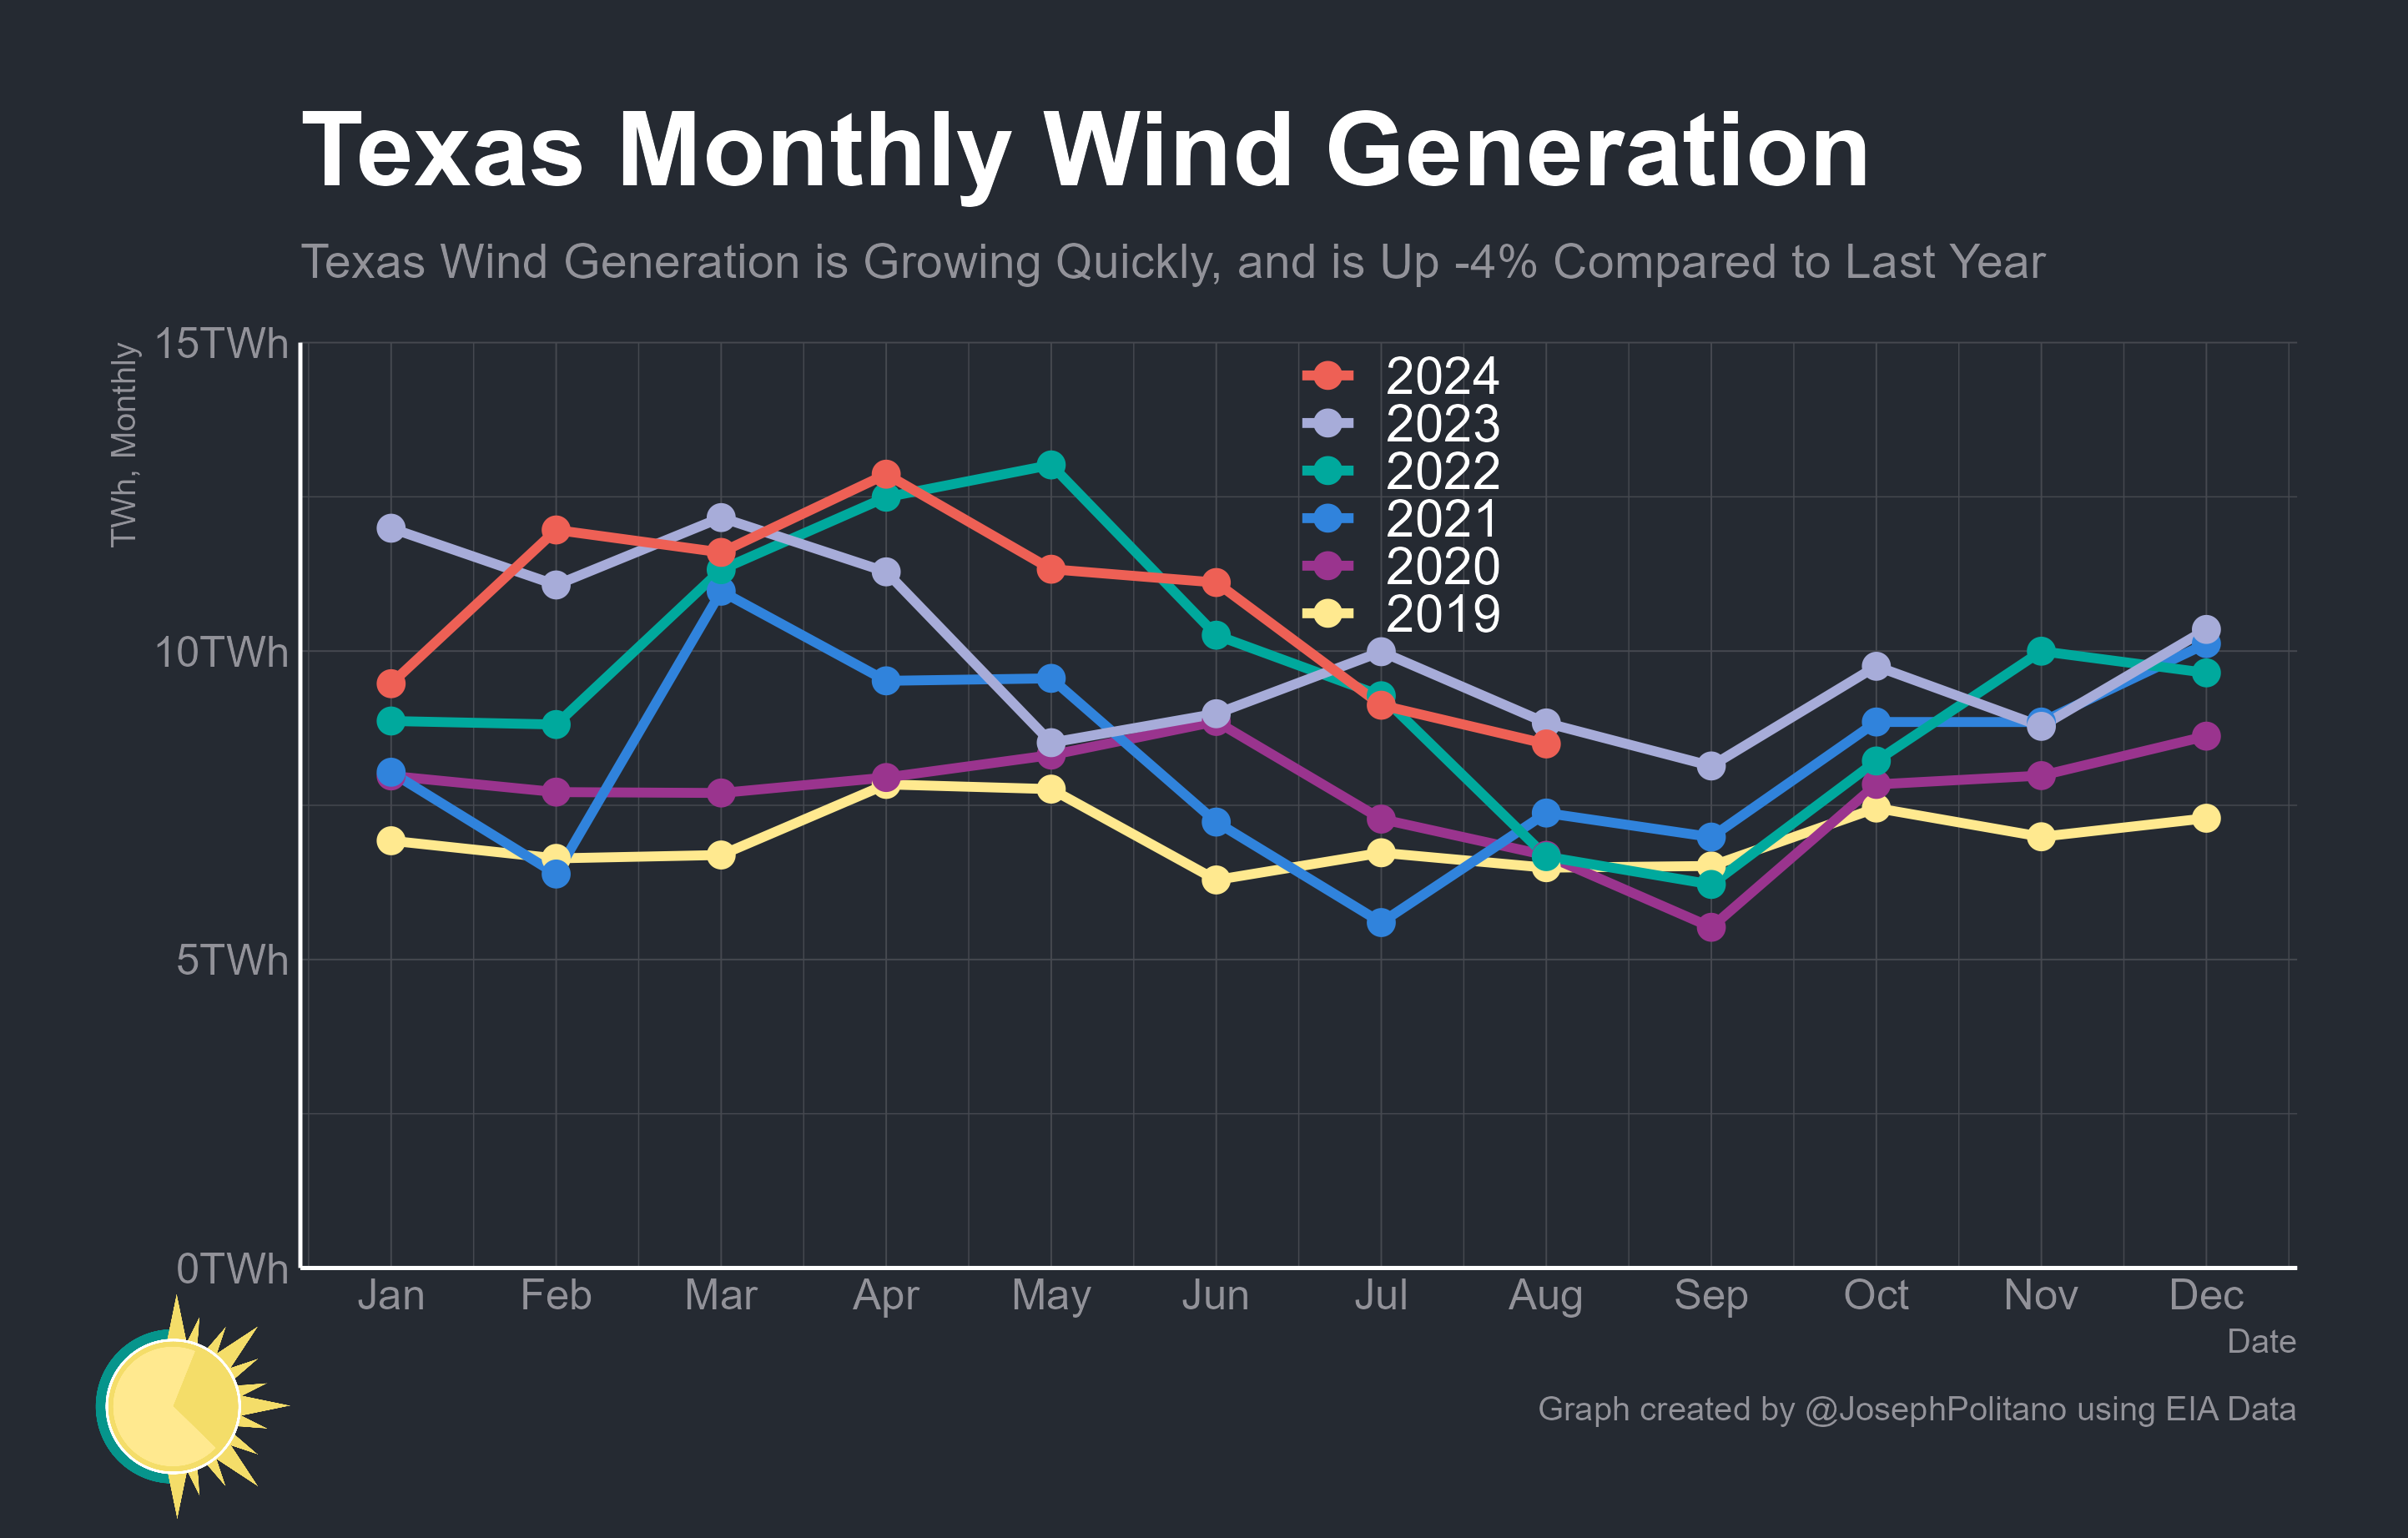 Texas Monthly Wind Generation
Texas Wind Generation is Growing Quickly, and is Up -4% Compared to Last Year
TWh, Monthly
15TWh
10TWh
5TWh
0TWh
2024
2023
2022
2021
2020
2019
Jan Feb Mar Apr May Jun Jul Aug Sep Oct Nov Dec
Date
Graph created by @JosephPolitano using EIA Data